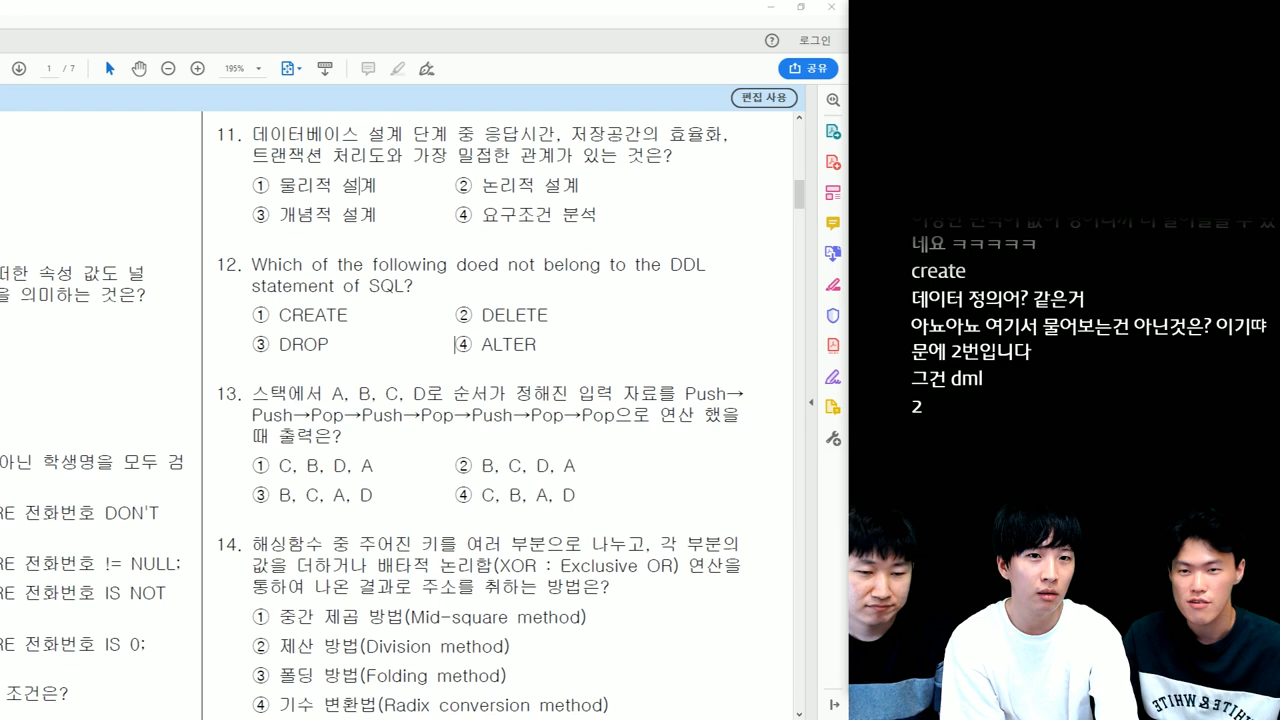 로그인
1 / 7
195%
공유
편집 사용
떠한 속성 값도 널
을 의미하는 것은?
아닌 학생명을 모두 검
RE 전화번호 DON'T
RE 전화번호 != NULL;
RE 전화번호 IS NOT
RE 전화번호 IS 0;
조건은?
11. 데이터베이스 설계 단계 중 응답시간, 저장공간의 효율화,
트랜잭션 처리도와 가장 밀접한 관계가 있는 것은?
① 물리적 설계 ② 논리적 설계
③ 개념적 설계 ④ 요구조건 분석
12. Which of the following doed not belong to the DDL
statement of SQL?
① CREATE ② DELETE
③ DROP ④ ALTER
13. 스택에서 A, B, C, D로 순서가 정해진 입력 자료를 Push→
Push→Pop→Push→Pop→Push→Pop→Pop으로 연산 했을
때 출력은?
① C, B, D, A ② B, C, D, A
③ B, C, A, D ④ C, B, A, D
14. 해싱함수 중 주어진 키를 여러 부분으로 나누고, 각 부분의
값을 더하거나 배타적 논리합(XOR : Exclusive OR) 연산을
통하여 나온 결과로 주소를 취하는 방법은?
① 중간 제곱 방법(Mid-square method)
② 제산 방법(Division method)
③ 폴딩 방법(Folding method)
④ 기수 변환법(Radix conversion method)
네요 ㅋㅋㅋㅋㅋ
create
데이터 정의어? 같은거
아뇨아뇨 여기서 물어보는건 아닌것은? 이기땨
문에 2번입니다
그건 dml
2
WHITE & WHITE